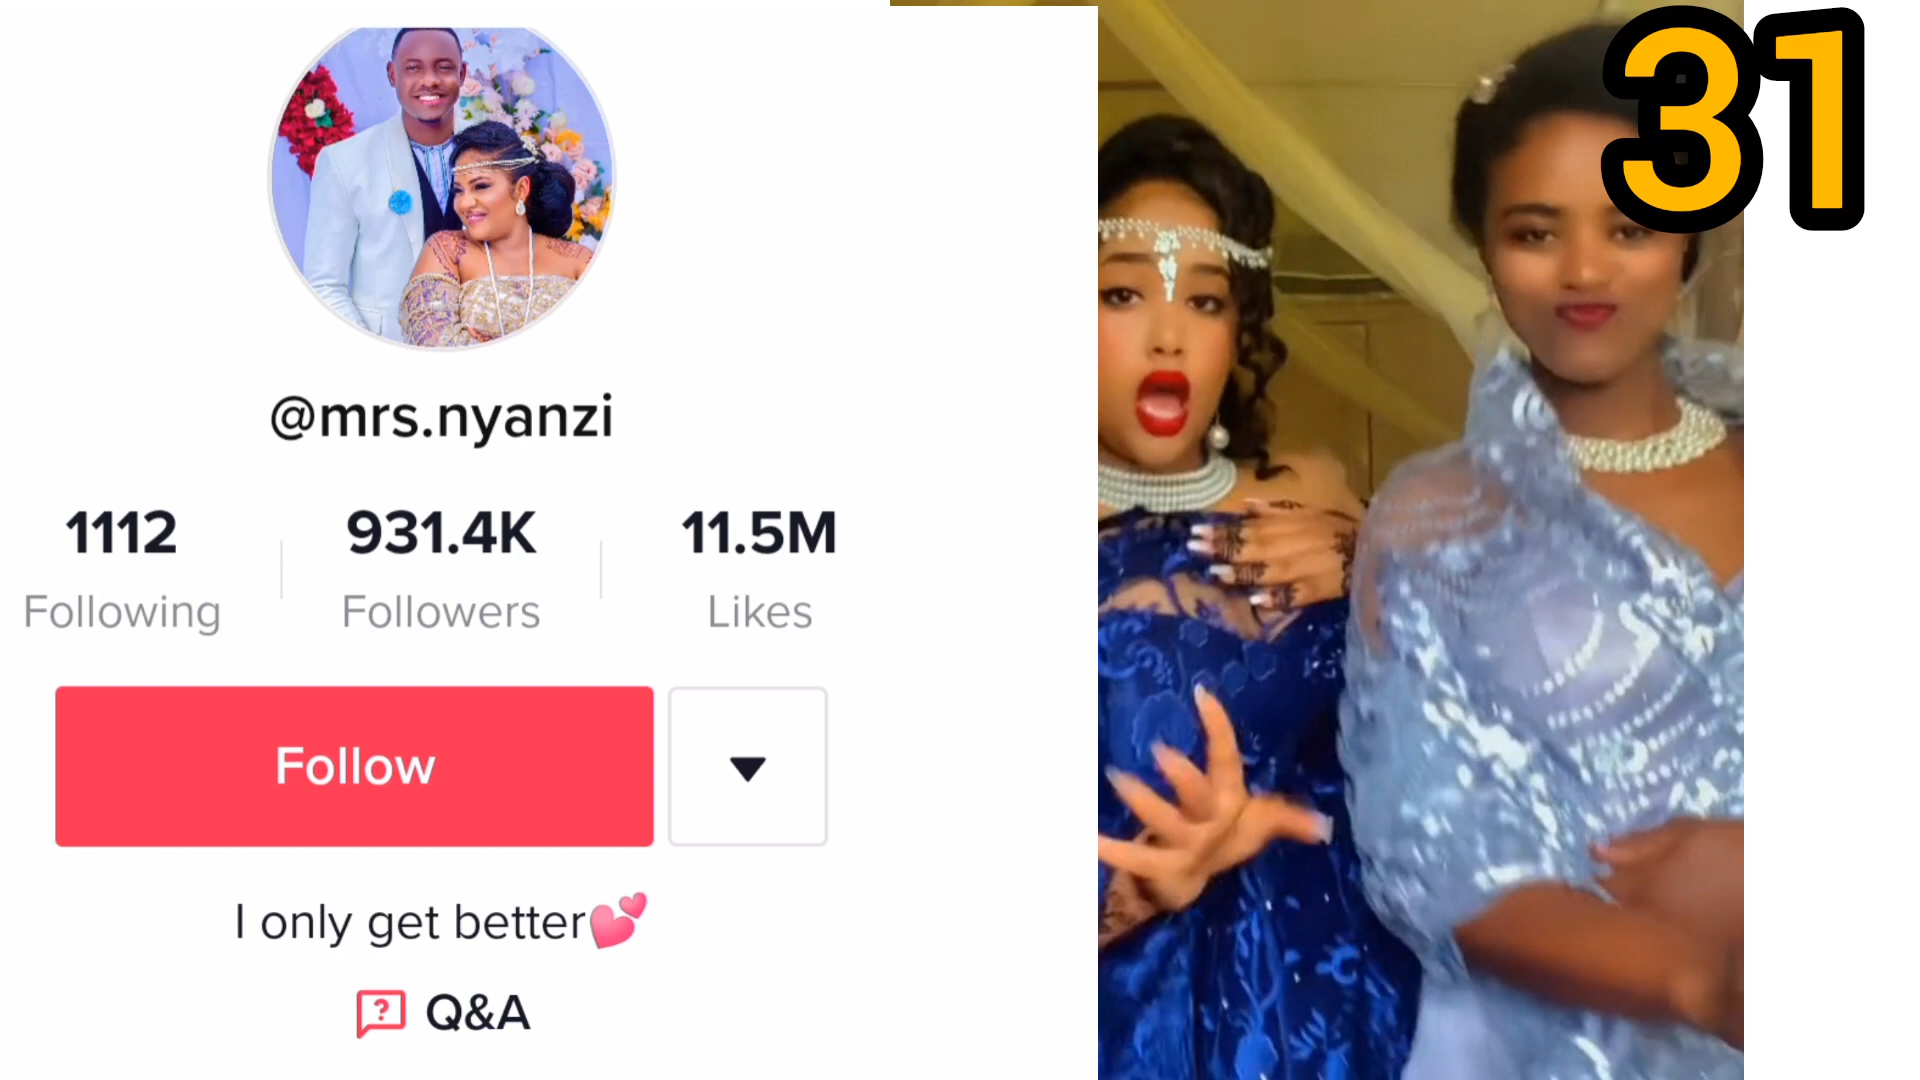 31
@mrs.nyanzi
1112
Following
931.4K
Followers
11.5M
Likes
Follow
I only get better💕
Q&A